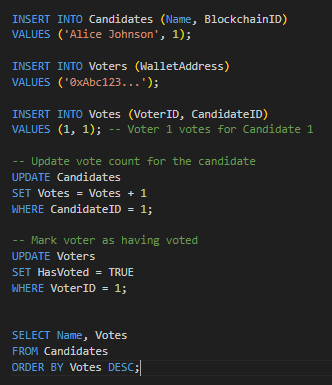 INSERT INTO Candidates (Name, BlockchainID)
VALUES ('Alice Johnson', 1);
INSERT INTO Voters (WalletAddress)
VALUES ('0xAbc123...');
INSERT INTO Votes (VoterID, CandidateID)
VALUES (1, 1); -- Voter 1 votes for Candidate 1
-- Update vote count for the candidate
UPDATE Candidates
SET Votes = Votes + 1
WHERE CandidateID = 1;
-- Mark voter as having voted
UPDATE Voters
SET HasVoted = TRUE
WHERE VoterID = 1;
SELECT Name, Votes
FROM Candidates
ORDER BY Votes DESC;